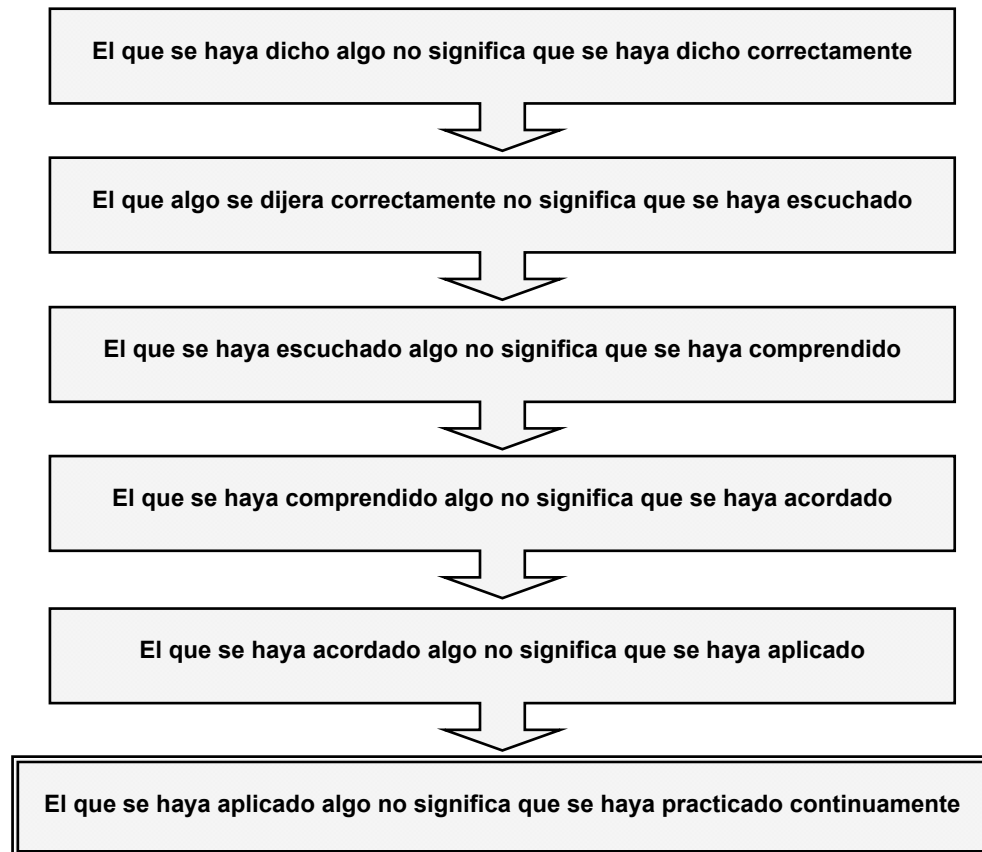 El que se haya dicho algo no significa que se haya dicho correctamente
El que algo se dijera correctamente no significa que se haya escuchado
El que se haya escuchado algo no significa que se haya comprendido
El que se haya comprendido algo no significa que se haya acordado
El que se haya acordado algo no significa que se haya aplicado
El que se haya aplicado algo no significa que se haya practicado continuamente